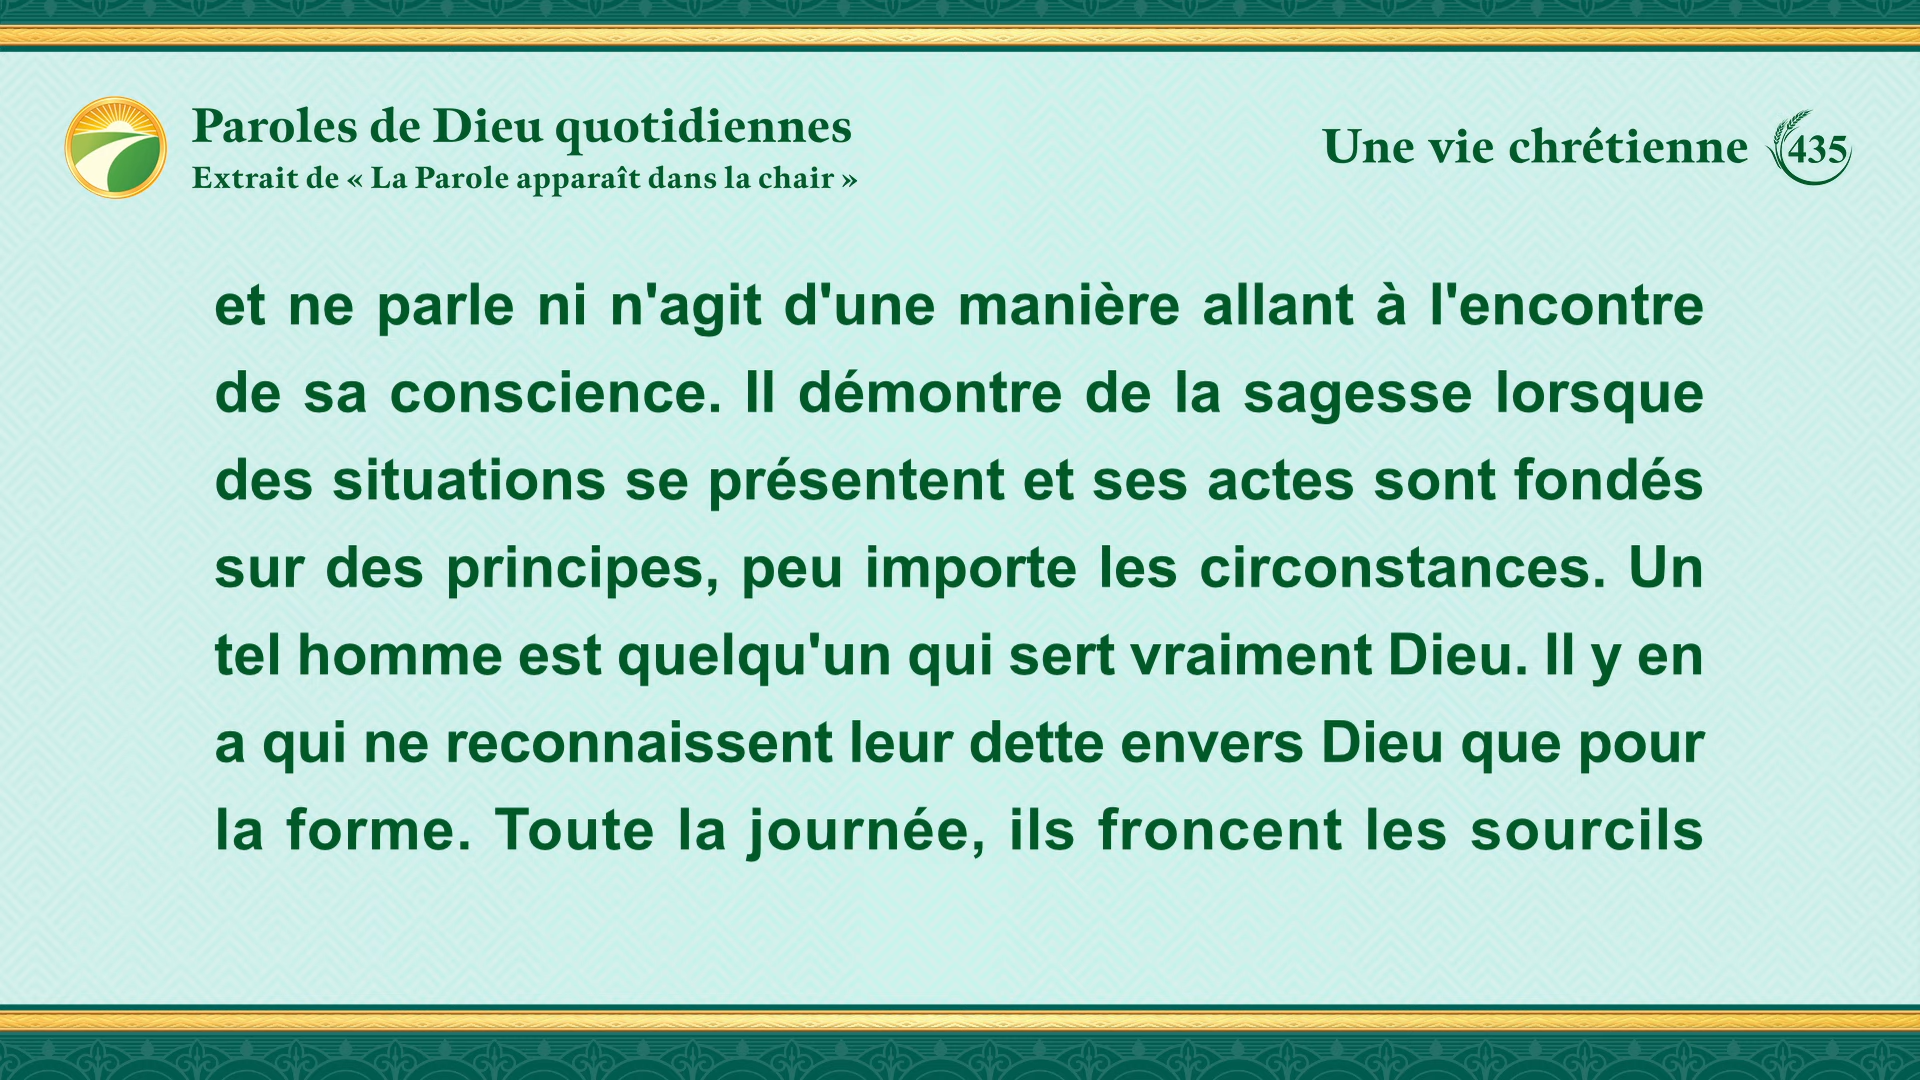 Paroles de Dieu quotidiennes
Extrait de « La Parole apparaît dans la chair »
Une vie chrétienne 435
et ne parle ni n'agit d'une manière allant à l'encontre
de sa conscience. Il démontre de la sagesse lorsque
des situations se présentent et ses actes sont fondés
sur des principes, peu importe les circonstances. Un
tel homme est quelqu'un qui sert vraiment Dieu. Il y en
a qui ne reconnaissent leur dette envers Dieu que pour
la forme. Toute la journée, ils froncent les sourcils